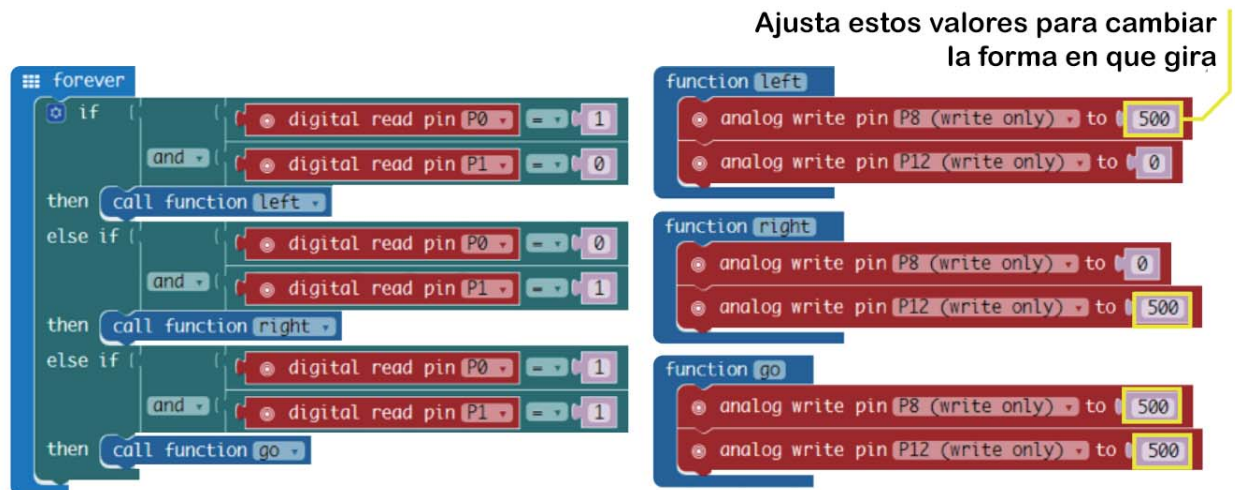 Ajusta estos valores para cambiar
la forma en que gira
forever
if digital read pin P0 = 1
and digital read pin P1 = 0
then call function left
else if digital read pin P0 = 0
and digital read pin P1 = 1
then call function right
else if digital read pin P0 = 1
and digital read pin P1 = 1
then call function go
function left
analog write pin P8 (write only) to 500
analog write pin P12 (write only) to 0
function right
analog write pin P8 (write only) to 0
analog write pin P12 (write only) to 500
function go
analog write pin P8 (write only) to 500
analog write pin P12 (write only) to 500